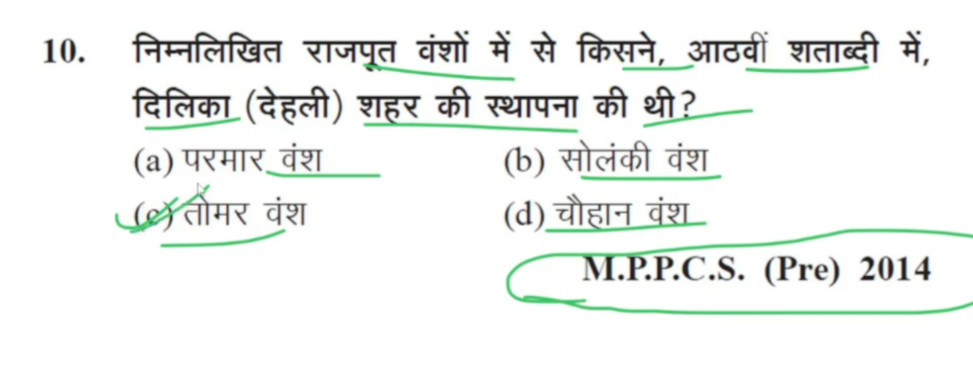 10. निम्नलिखित राजपूत वंशों में से किसने, आठवीं शताब्दी में,
दिलिका (देहली) शहर की स्थापना की थी?
(a) परमार वंश (b) सोलंकी वंश
(c) तोमर वंश (d) चौहान वंश
M.P.P.C.S. (Pre) 2014